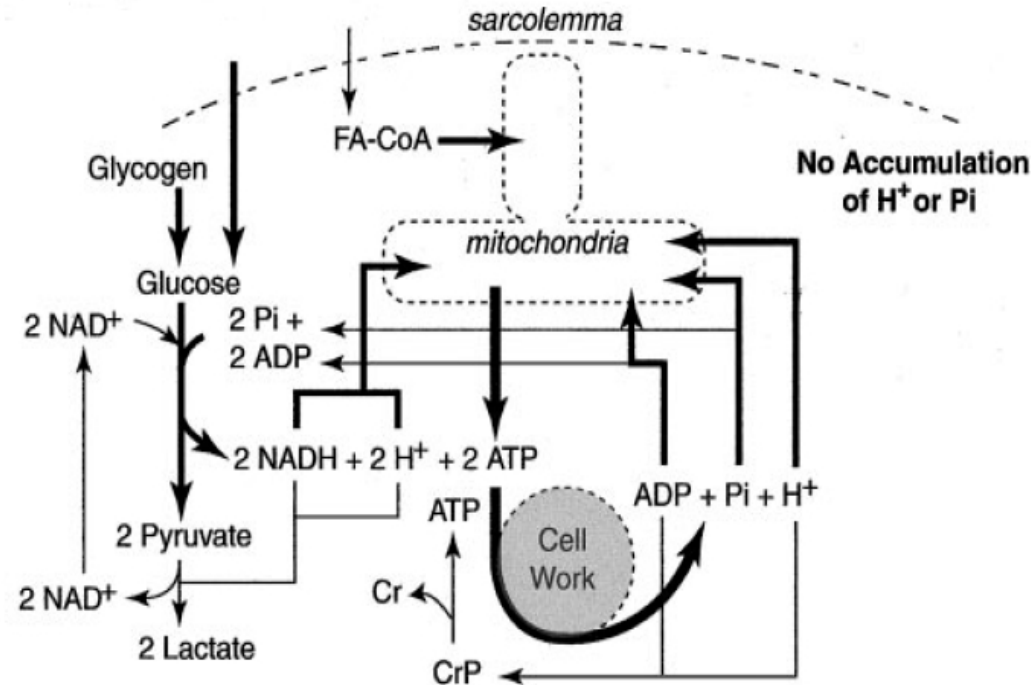 sarcolemma
FA-CoA
Glycogen
No Accumulation
of H⁺ or Pi
mitochondria
Glucose
2 NAD⁺
2 Pi +
2 ADP
2 NADH + 2 H⁺ + 2 ATP
ADP + Pi + H⁺
ATP
2 Pyruvate
Cell
Work
Cr
2 NAD⁺
2 Lactate
CrP